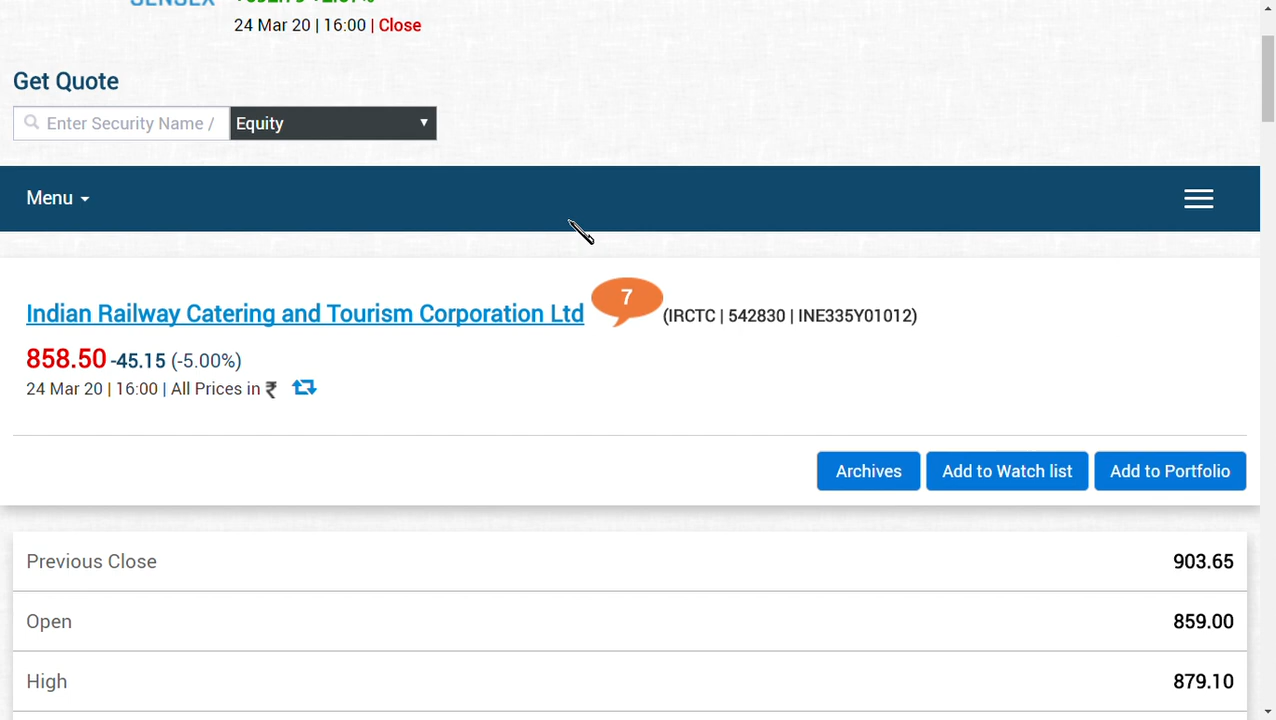 24 Mar 20 | 16:00 | Close
Get Quote
Enter Security Name /
Equity
Menu
Indian Railway Catering and Tourism Corporation Ltd 7 (IRCTC | 542830 | INE335Y01012)
858.50 -45.15 (-5.00%)
24 Mar 20 | 16:00 | All Prices in ₹
Archives
Add to Watch list
Add to Portfolio
Previous Close 903.65
Open 859.00
High 879.10